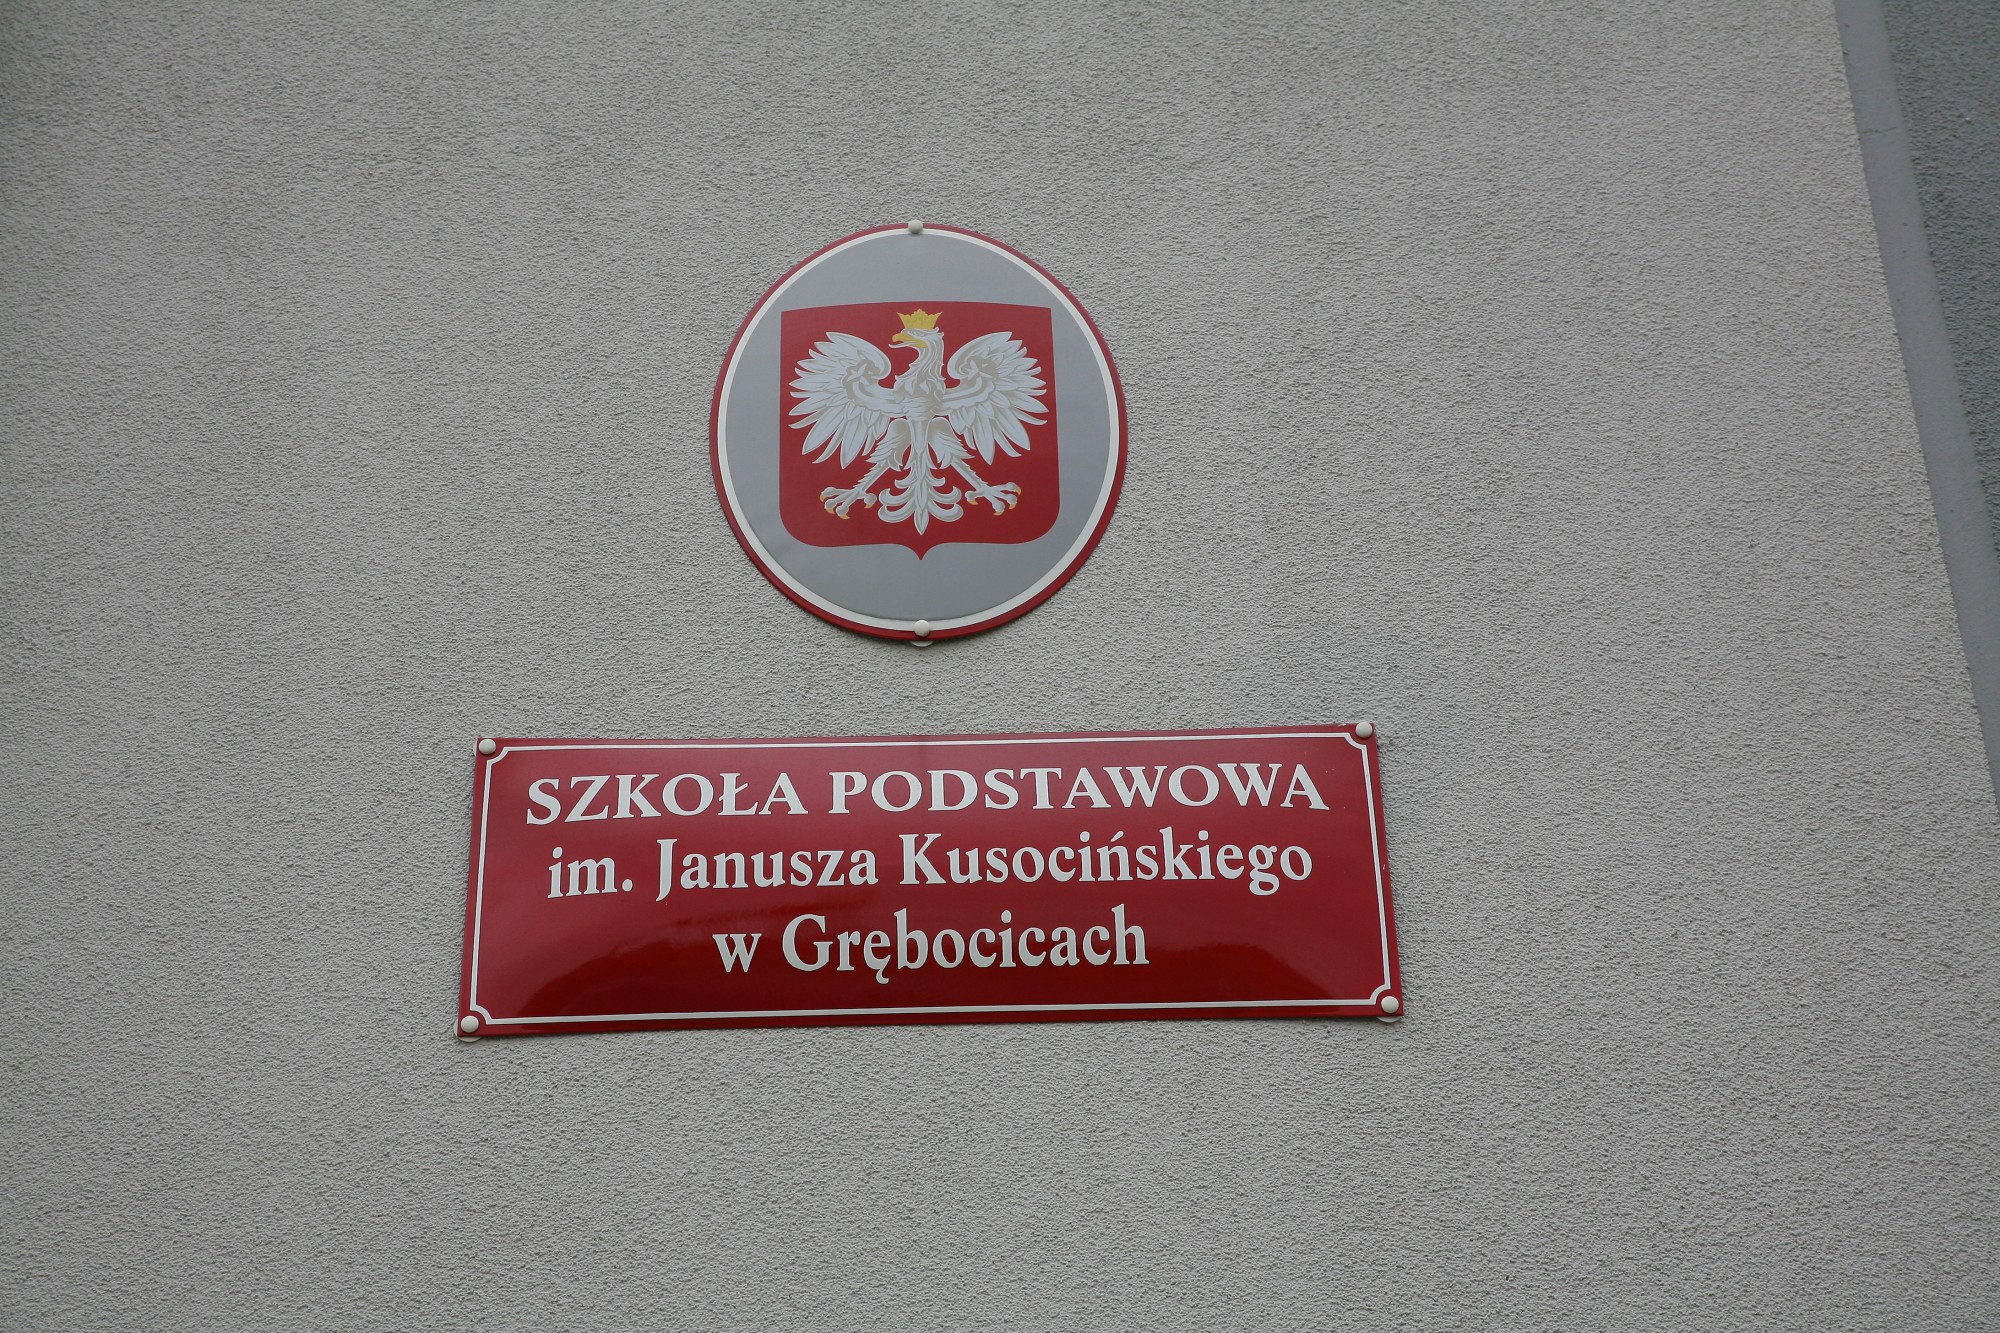 SZKOŁA PODSTAWOWA
im. Janusza Kusocińskiego
w Grębocicach